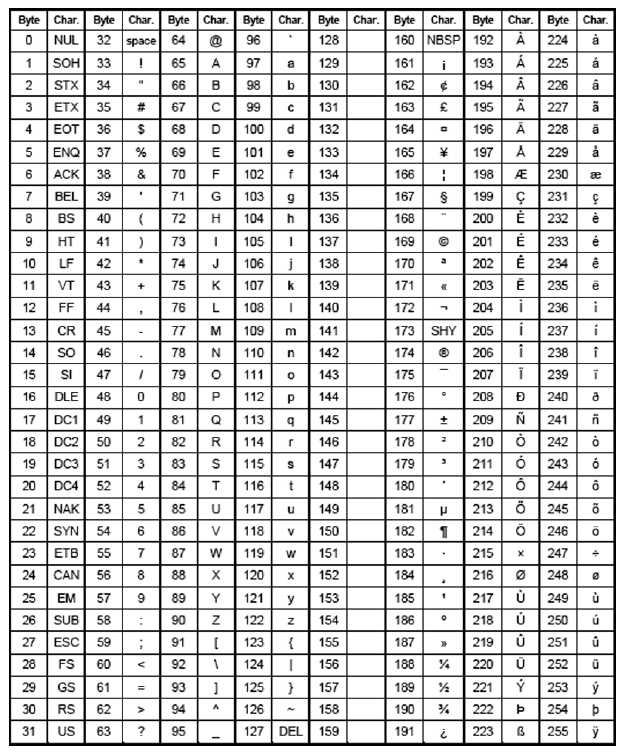 Byte Char. Byte Char. Byte Char. Byte Char. Byte Char. Byte Char. Byte Char. Byte Char.
0 NUL 32 space 64 @ 96 ` 128 160 NBSP 192 À 224 à
1 SOH 33 ! 65 A 97 a 129 161 ¡ 193 Á 225 á
2 STX 34 " 66 B 98 b 130 162 ¢ 194 Â 226 â
3 ETX 35 # 67 C 99 c 131 163 £ 195 Ã 227 ã
4 EOT 36 $ 68 D 100 d 132 164 ¤ 196 Ä 228 ä
5 ENQ 37 % 69 E 101 e 133 165 ¥ 197 Å 229 å
6 ACK 38 & 70 F 102 f 134 166 ¦ 198 Æ 230 æ
7 BEL 39 ' 71 G 103 g 135 167 § 199 Ç 231 ç
8 BS 40 ( 72 H 104 h 136 168 ¨ 200 È 232 è
9 HT 41 ) 73 I 105 I 137 169 © 201 É 233 é
10 LF 42 * 74 J 106 j 138 170 ª 202 Ê 234 ê
11 VT 43 + 75 K 107 k 139 171 « 203 Ë 235 ë
12 FF 44 , 76 L 108 l 140 172 ¬ 204 Ì 236 ì
13 CR 45 - 77 M 109 m 141 173 SHY 205 Í 237 í
14 SO 46 . 78 N 110 n 142 174 ® 206 Î 238 î
15 SI 47 / 79 O 111 o 143 175 ¯ 207 Ï 239 ï
16 DLE 48 0 80 P 112 p 144 176 ° 208 Ð 240 ð
17 DC1 49 1 81 Q 113 q 145 177 ± 209 Ñ 241 ñ
18 DC2 50 2 82 R 114 r 146 178 ² 210 Ò 242 ò
19 DC3 51 3 83 S 115 s 147 179 ³ 211 Ó 243 ó
20 DC4 52 4 84 T 116 t 148 180 ´ 212 Ô 244 ô
21 NAK 53 5 85 U 117 u 149 181 µ 213 Õ 245 õ
22 SYN 54 6 86 V 118 v 150 182 ¶ 214 Ö 246 ö
23 ETB 55 7 87 W 119 w 151 183 · 215 × 247 ÷
24 CAN 56 8 88 X 120 x 152 184 ¸ 216 Ø 248 ø
25 EM 57 9 89 Y 121 y 153 185 ¹ 217 Ù 249 ù
26 SUB 58 : 90 Z 122 z 154 186 º 218 Ú 250 ú
27 ESC 59 ; 91 [ 123 { 155 187 » 219 Û 251 û
28 FS 60 < 92 \ 124 | 156 188 ¼ 220 Ü 252 ü
29 GS 61 = 93 ] 125 } 157 189 ½ 221 Ý 253 ý
30 RS 62 > 94 ^ 126 ~ 158 190 ¾ 222 Þ 254 þ
31 US 63 ? 95 _ 127 DEL 159 191 ¿ 223 ß 255 ÿ